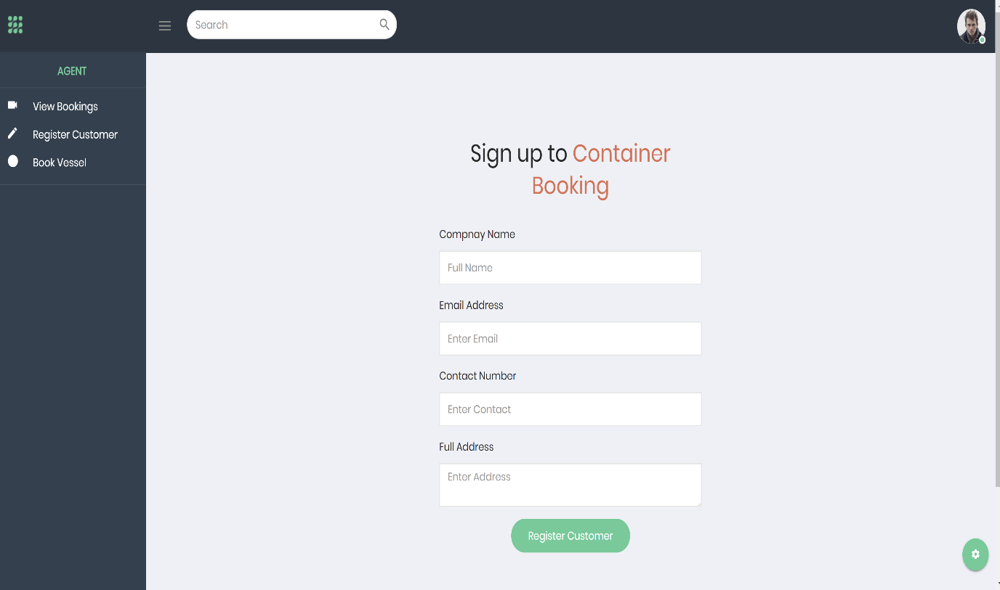 Search
AGENT
View Bookings
Register Customer
Book Vessel
Sign up to Container
Booking
Compnay Name
Full Name
Email Address
Enter Email
Contact Number
Enter Contact
Full Address
Enter Address
Register Customer